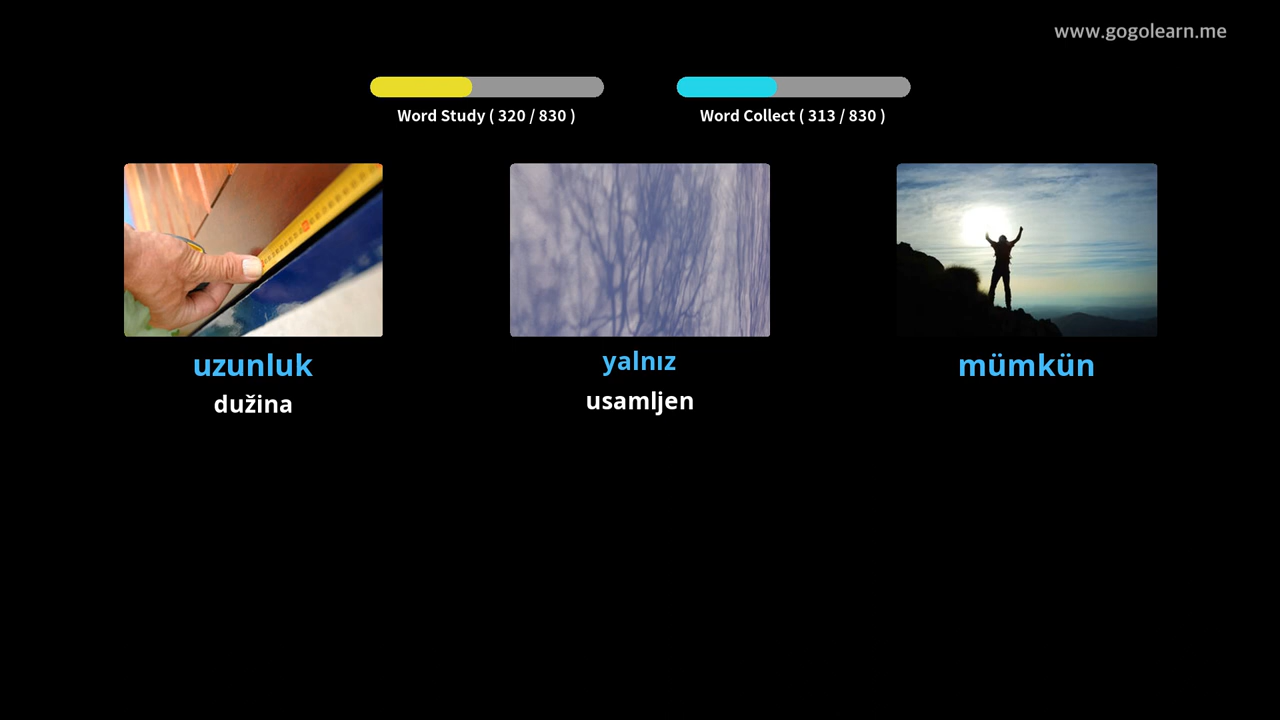 www.gogolearn.me
Word Study ( 320 / 830 )
Word Collect ( 313 / 830 )
uzunluk
dužina
yalnız
usamljen
mümkün